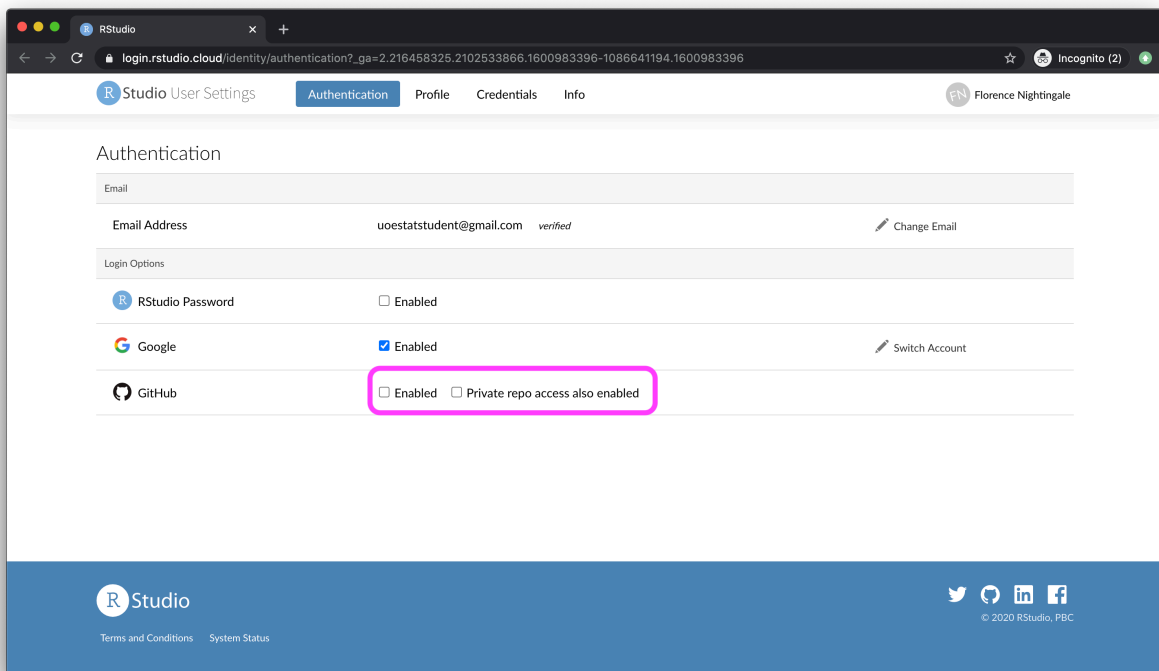 RStudio
login.rstudio.cloud/identity/authentication?_ga=2.216458325.2102533866.1600983396-1086641194.1600983396
Incognito (2)
R Studio User Settings
Authentication Profile Credentials Info
FN Florence Nightingale
Authentication
Email
Email Address uoestatstudent@gmail.com verified Change Email
Login Options
R RStudio Password Enabled
Google Enabled Switch Account
GitHub Enabled Private repo access also enabled
R Studio
© 2020 RStudio, PBC
Terms and Conditions System Status